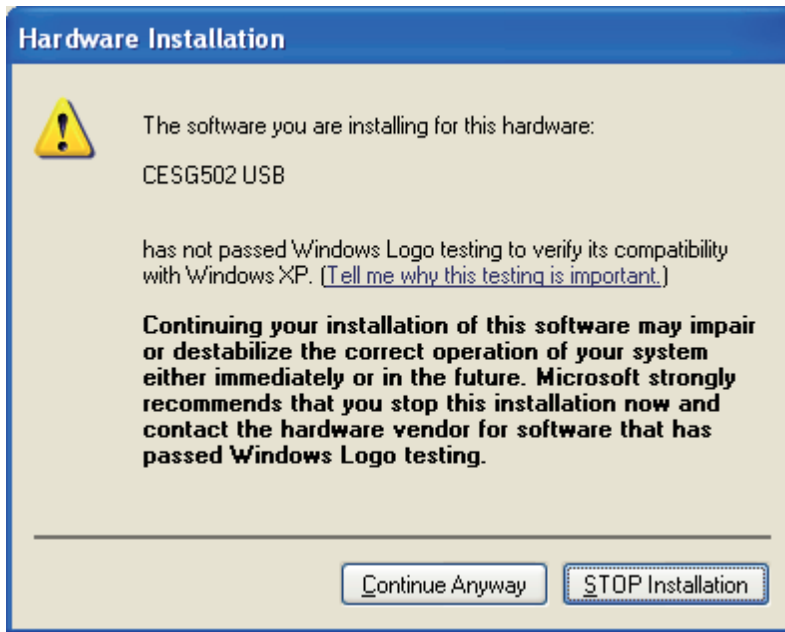 Hardware Installation
The software you are installing for this hardware:
CESG502 USB
has not passed Windows Logo testing to verify its compatibility
with Windows XP. (Tell me why this testing is important.)
Continuing your installation of this software may impair
or destabilize the correct operation of your system
either immediately or in the future. Microsoft strongly
recommends that you stop this installation now and
contact the hardware vendor for software that has
passed Windows Logo testing.
Continue Anyway
STOP Installation